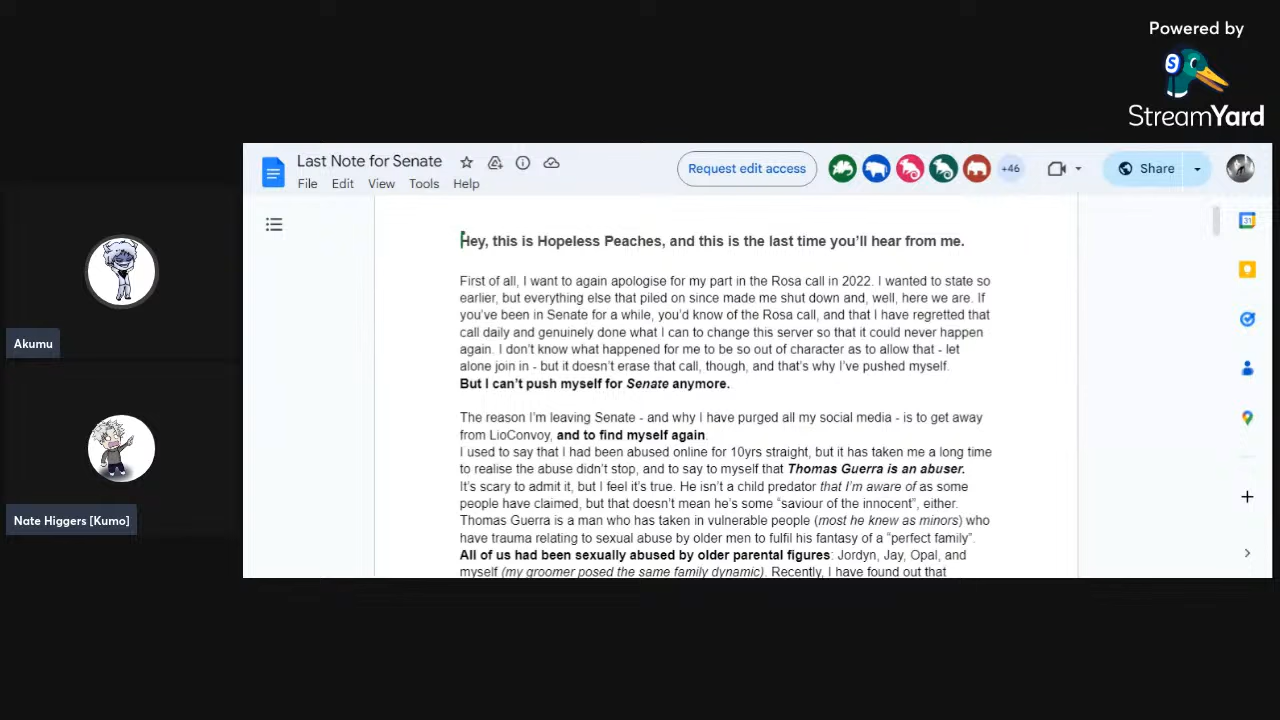 Powered by
S
StreamYard
Last Note for Senate
File Edit View Tools Help
Request edit access
+46
Share
31
Hey, this is Hopeless Peaches, and this is the last time you'll hear from me.
First of all, I want to again apologise for my part in the Rosa call in 2022. I wanted to state so
earlier, but everything else that piled on since made me shut down and, well, here we are. If
you've been in Senate for a while, you'd know of the Rosa call, and that I have regretted that
call daily and genuinely done what I can to change this server so that it could never happen
again. I don't know what happened for me to be so out of character as to allow that - let
alone join in - but it doesn't erase that call, though, and that's why I've pushed myself.
But I can't push myself for Senate anymore.
The reason I'm leaving Senate - and why I have purged all my social media - is to get away
from LioConvoy, and to find myself again.
I used to say that I had been abused online for 10yrs straight, but it has taken me a long time
to realise the abuse didn't stop, and to say to myself that Thomas Guerra is an abuser.
It's scary to admit it, but I feel it's true. He isn't a child predator that I'm aware of as some
people have claimed, but that doesn't mean he's some "saviour of the innocent", either.
Thomas Guerra is a man who has taken in vulnerable people (most he knew as minors) who
have trauma relating to sexual abuse by older men to fulfil his fantasy of a "perfect family".
All of us had been sexually abused by older parental figures: Jordyn, Jay, Opal, and
myself (my groomer posed the same family dynamic). Recently, I have found out that
Akumu
Nate Higgers [Kumo]